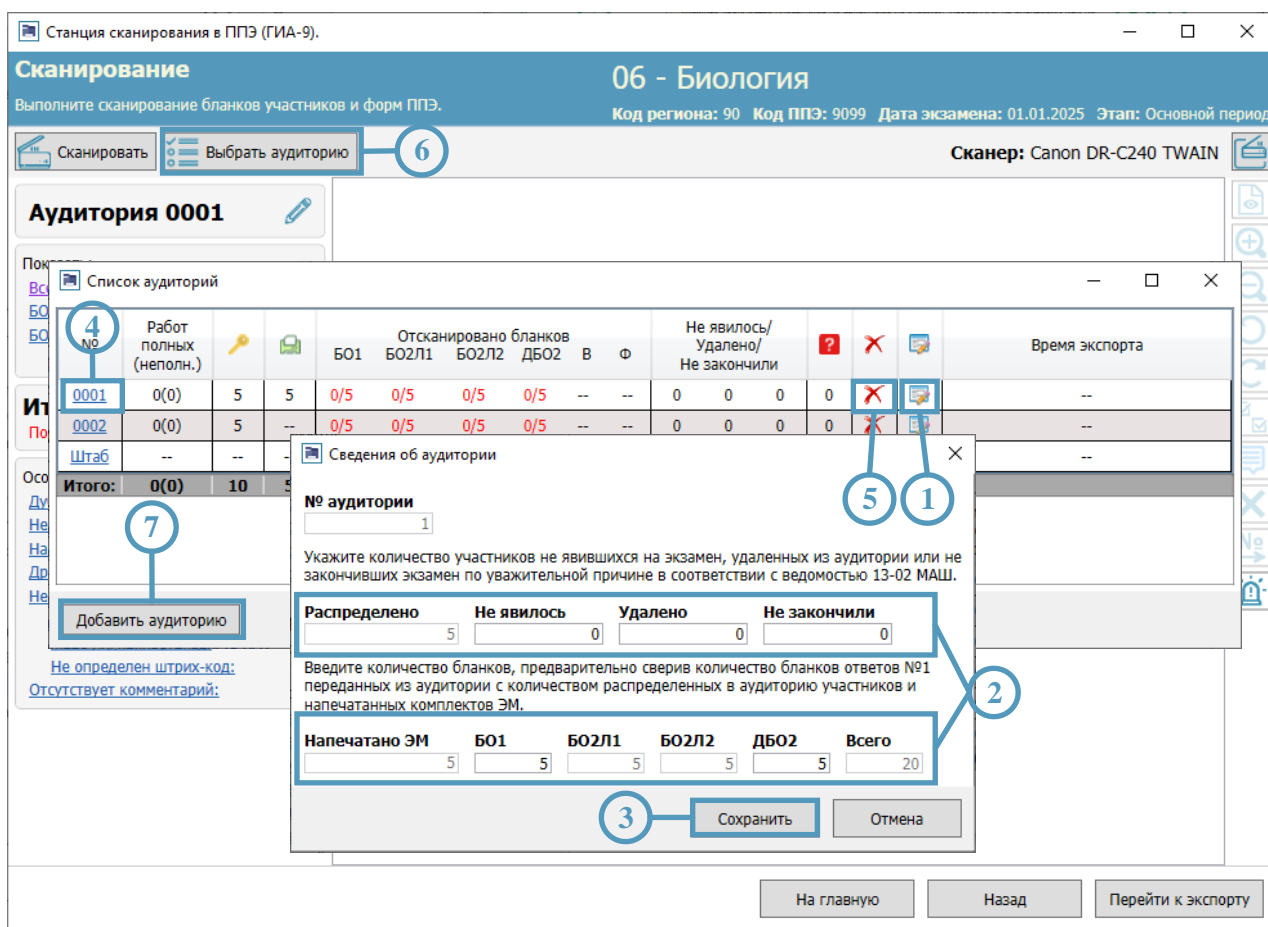 Станция сканирования в ППЭ (ГИА-9).
Сканирование
Выполните сканирование бланков участников и форм ППЭ.
06 - Биология
Код региона: 90 Код ППЭ: 9099 Дата экзамена: 01.01.2025 Этап: Основной период
Сканировать
Выбрать аудиторию
6
Сканер: Canon DR-C240 TWAIN
Аудитория 0001
Список аудиторий
4
№
Работ полных (неполн.)
Отсканировано бланков
БО1 БО2Л1 БО2Л2 ДБО2 В Ф
Не явилось/
Удалено/
Не закончили
Время экспорта
0001 0(0) 5 5 0/5 0/5 0/5 0/5 -- -- 0 0 0 0 --
0002 0(0) 5 -- 0/5 0/5 0/5 0/5 -- -- 0 0 0 0 --
Штаб -- -- --
Итого: 0(0) 10
5
1
7
Добавить аудиторию
Не определен штрих-код:
Отсутствует комментарий:
Сведения об аудитории
№ аудитории
1
Укажите количество участников не явившихся на экзамен, удаленных из аудитории или не
закончивших экзамен по уважительной причине в соответствии с ведомостью 13-02 МАШ.
Распределено Не явилось Удалено Не закончили
5 0 0 0
Введите количество бланков, предварительно сверив количество бланков ответов №1
переданных из аудитории с количеством распределенных в аудиторию участников и
напечатанных комплектов ЭМ.
2
Напечатано ЭМ БО1 БО2Л1 БО2Л2 ДБО2 Всего
5 5 5 5 5 20
3
Сохранить
Отмена
На главную
Назад
Перейти к экспорту